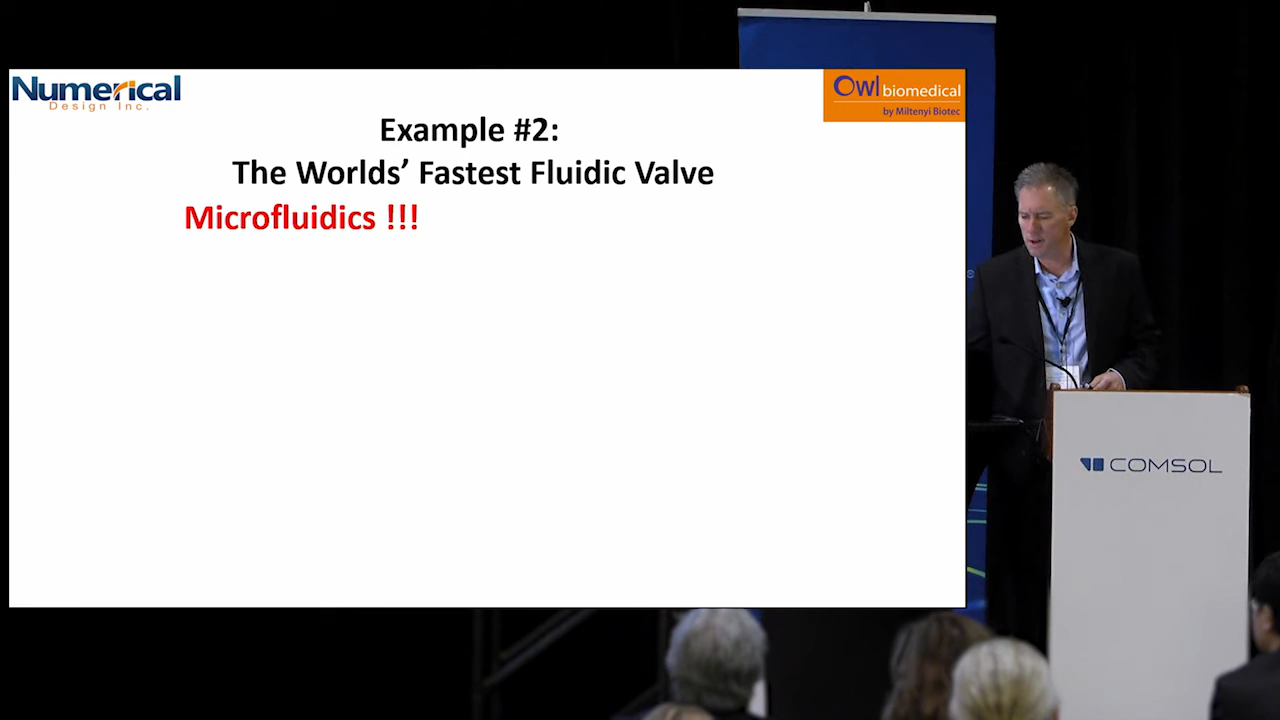 Numerical
Design Inc.
Owl biomedical
by Miltenyi Biotec
Example #2:
The Worlds’ Fastest Fluidic Valve
Microfluidics !!!
COMSOL